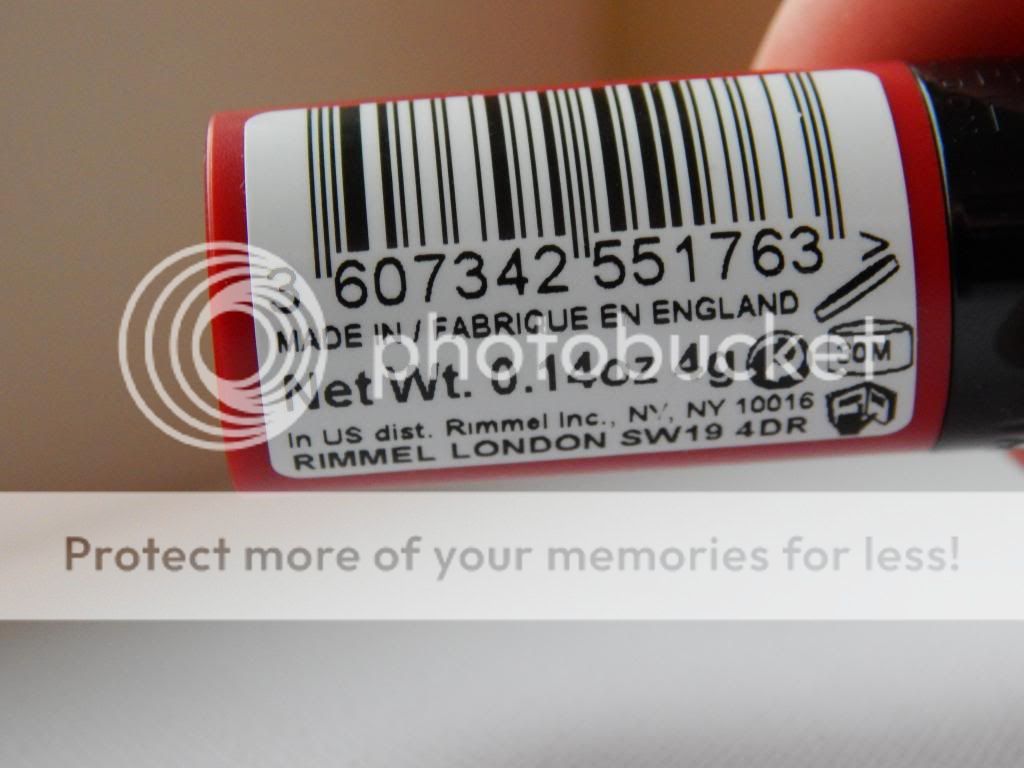 3 607342 551763 >
MADE IN / FABRIQUE EN ENGLAND
Net Wt. 0.14oz 4g
In US dist. Rimmel Inc., NY, NY 10016
RIMMEL LONDON SW19 4DR
photobucket
Protect more of your memories for less!